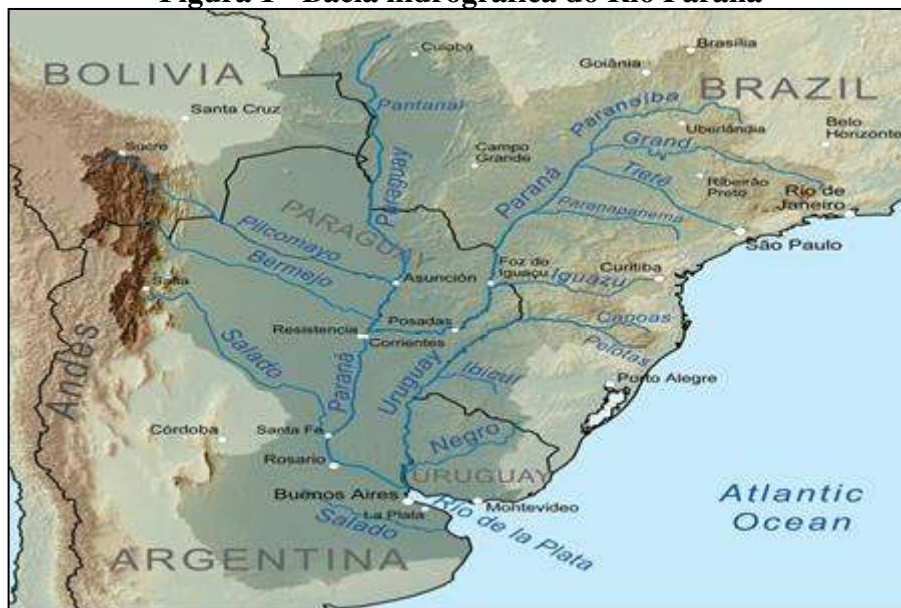 Figura 1 - Bacia hidrográfica do Rio Paraná
BOLIVIA
Cuiabá
Goiânia
Brasília
BRAZIL
Santa Cruz
Pantanal
Paranaíba
Uberlândia
Belo
Horizonte
Sucre
Campo
Grande
Grand
Paraná
Tietê
Ribeirão
Preto
Rio de
Janeiro
PARAGUAY
Paraguay
Paranapanema
São Paulo
Pilcomayo
Bermejo
Asunción
Foz do
Iguaçu
Iguazu
Curitiba
Salta
Posadas
Resistencia
Corrientes
Canoas
Pelotas
Andes
Salado
Paraná
Uruguay
Ibicuí
Porto Alegre
Córdoba
Santa Fe
Negro
Rosario
URUGUAY
Buenos Aires
La Plata
Montevideo
Río de la Plata
Salado
Atlantic
Ocean
ARGENTINA